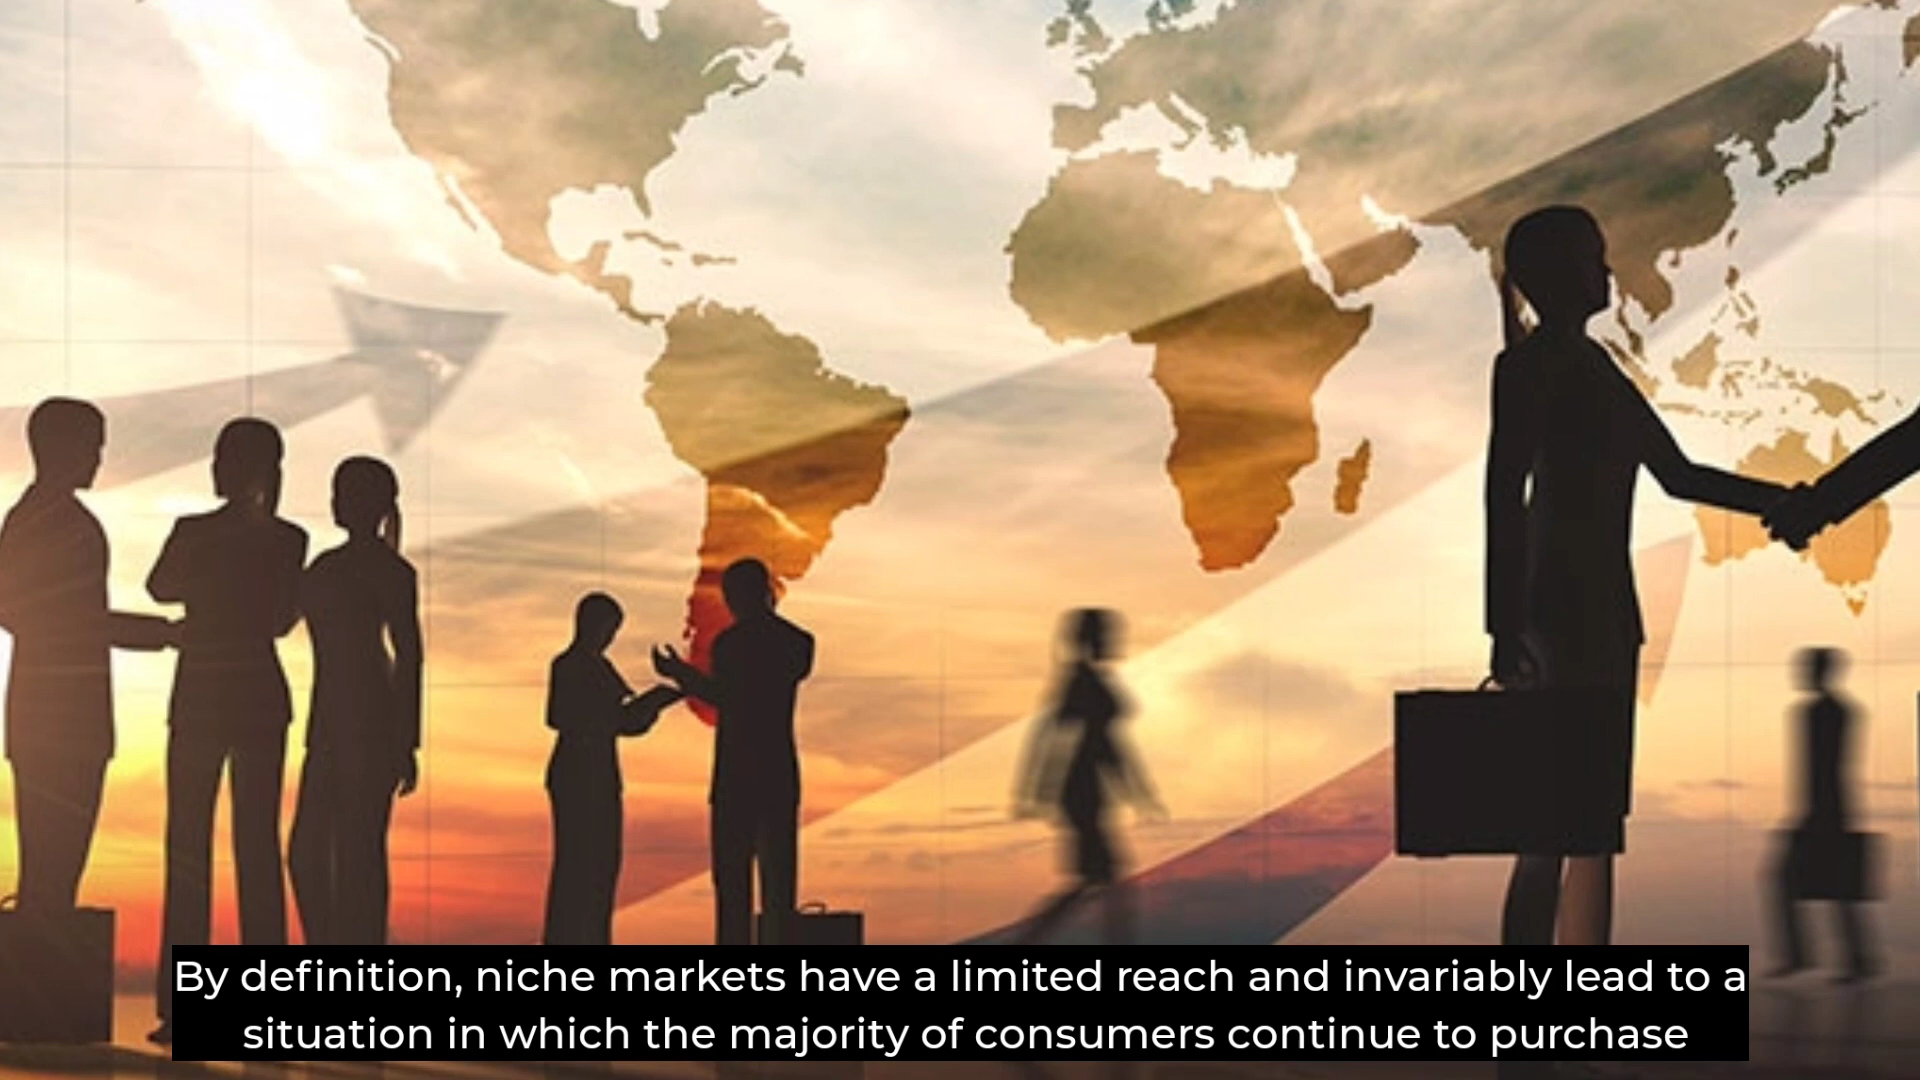 By definition, niche markets have a limited reach and invariably lead to a
situation in which the majority of consumers continue to purchase